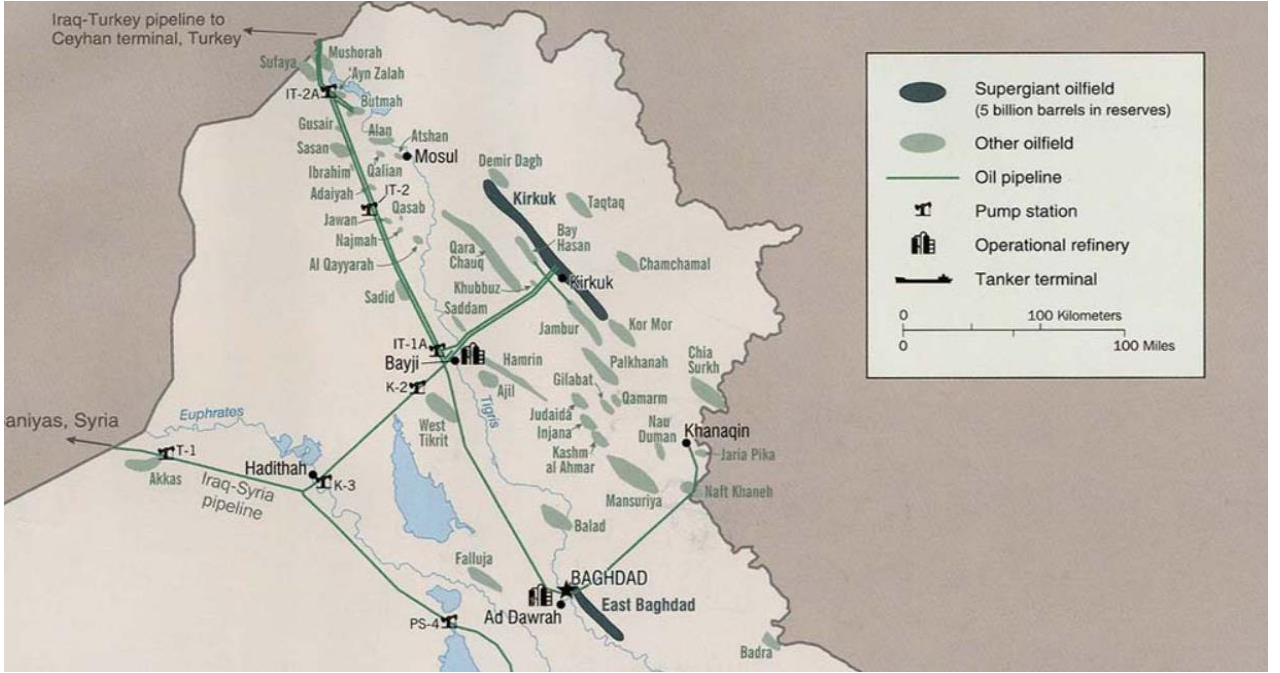 Iraq-Turkey pipeline to
Ceyhan terminal, Turkey
Mushorah
Sufaya
'Ayn Zalah
IT-2A
Butmah
Gusair
Alan
Atshan
Sasan
Mosul
Ibrahim
Qalian
Demir Dagh
Adaiyah
IT-2
Kirkuk
Taqtaq
Jawan
Qasab
Najmah
Bay
Hasan
Qara
Chauq
Al Qayyarah
Chamchamal
Khubbuz
Kirkuk
Sadid
Saddam
Jambur
Kor Mor
IT-1A
Bayji
Hamrin
Palkhanah
Chia
Surkh
K-2
Ajil
Gilabat
Qamarm
Euphrates
West
Tikrit
Tigris
Judaida
Injana
Nau
Duman
Khanaqin
aniyas, Syria
T-1
Kashm
al Ahmar
Jaria Pika
Akkas
Hadithah
K-3
Iraq-Syria
pipeline
Mansuriya
Naft Khaneh
Balad
Falluja
BAGHDAD
East Baghdad
Ad Dawrah
PS-4
Badra
Supergiant oilfield
(5 billion barrels in reserves)
Other oilfield
Oil pipeline
Pump station
Operational refinery
Tanker terminal
0 100 Kilometers
0 100 Miles